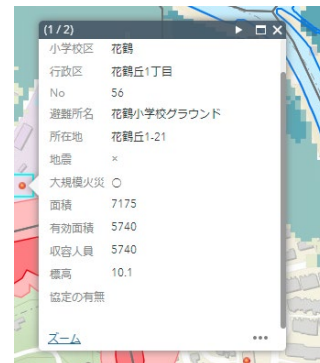 (1 / 2)
小学校区 花鶴
行政区 花鶴丘1丁目
No 56
避難所名 花鶴小学校グラウンド
所在地 花鶴丘1-21
地震 ×
大規模火災 〇
面積 7175
有効面積 5740
収容人員 5740
標高 10.1
協定の有無
ズーム